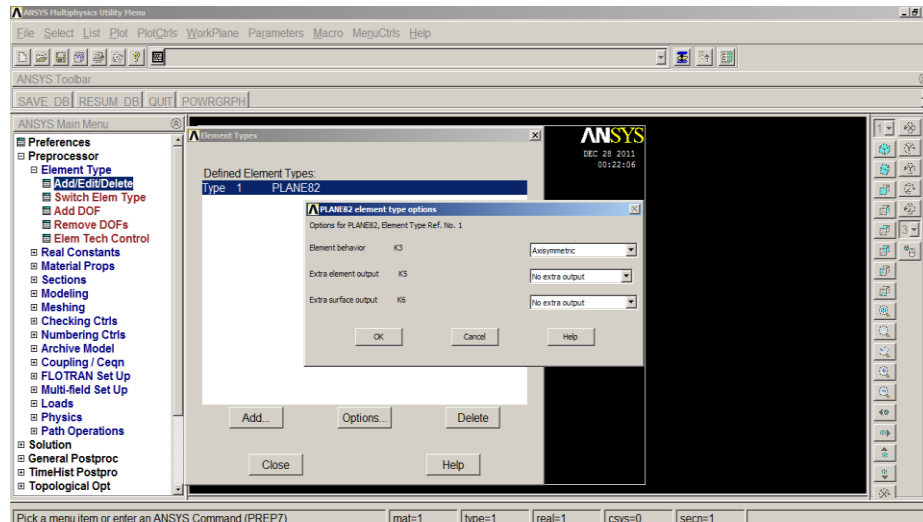 ANSYS Multiphysics Utility Menu
File Select List Plot PlotCtrls WorkPlane Parameters Macro MenuCtrls Help
ANSYS Toolbar
SAVE_DB RESUM_DB QUIT POWRGRPH
ANSYS Main Menu
Preferences
Preprocessor
Element Type
Add/Edit/Delete
Switch Elem Type
Add DOF
Remove DOFs
Elem Tech Control
Real Constants
Material Props
Sections
Modeling
Meshing
Checking Ctrls
Numbering Ctrls
Archive Model
Coupling / Ceqn
FLOTRAN Set Up
Multi-field Set Up
Loads
Physics
Path Operations
Solution
General Postproc
TimeHist Postpro
Topological Opt
Element Types
Defined Element Types:
Type 1 PLANE82
Add... Options... Delete
Close Help
PLANE82 element type options
Options for PLANE82, Element Type Ref. No. 1
Element behavior K3 Axisymmetric
Extra element output K5 No extra output
Extra surface output K6 No extra output
OK Cancel Help
ANSYS
DEC 28 2011
00:22:06
1
3
Pick a menu item or enter an ANSYS Command (PREP7) mat=1 type=1 real=1 csys=0 secn=1